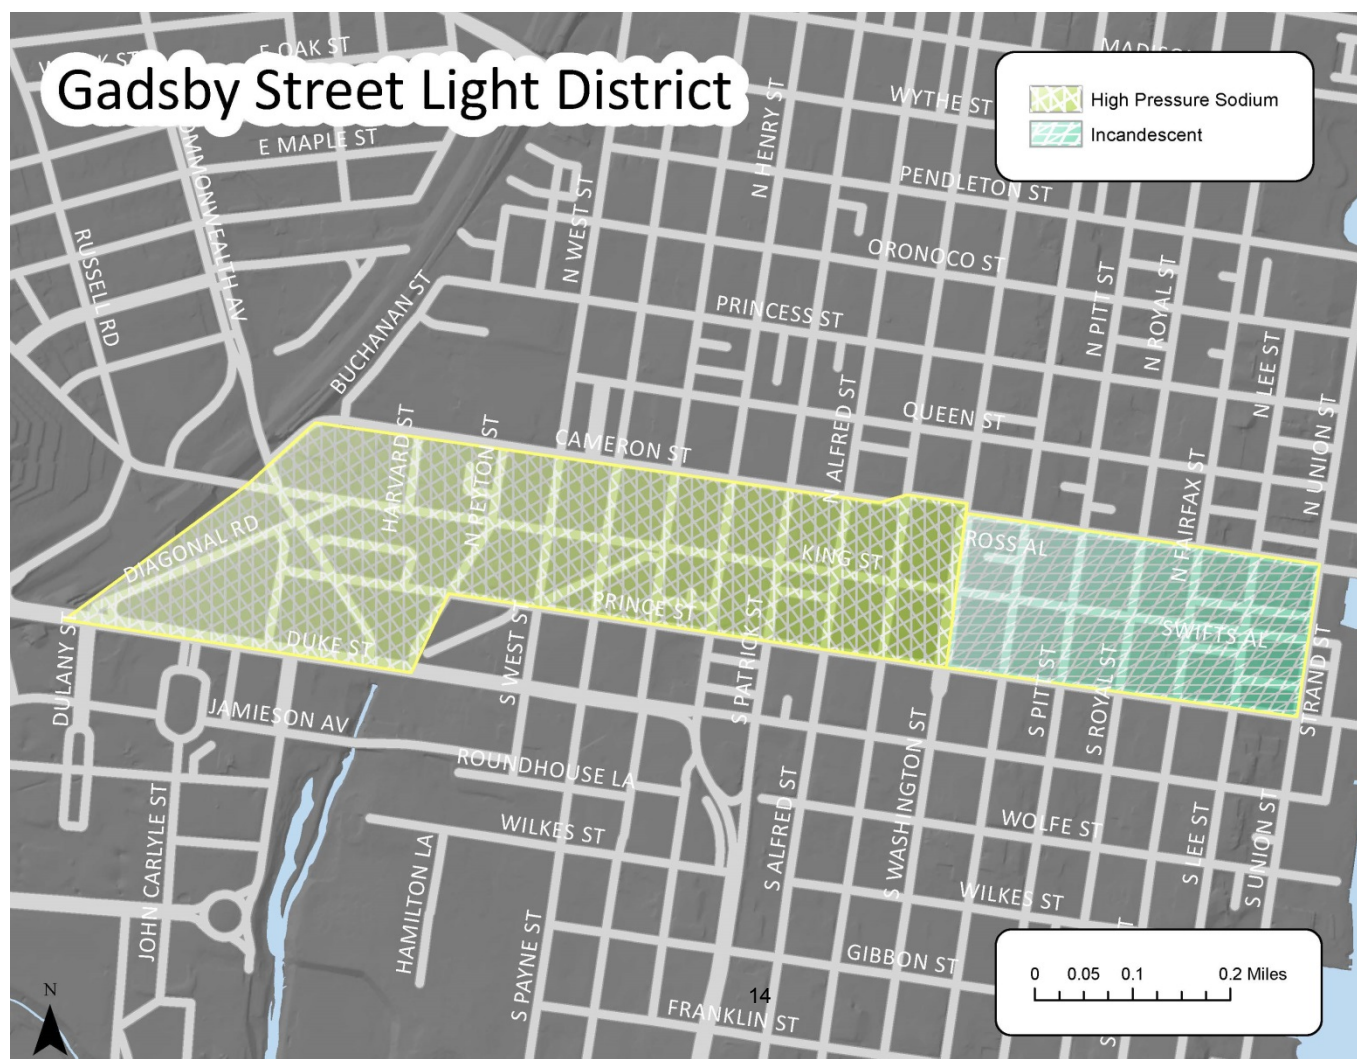 Gadsby Street Light District
High Pressure Sodium
Incandescent
E OAK ST
E MAPLE ST
RUSSELL RD
BUCHANAN ST
N WEST ST
N HENRY ST
WYTHE ST
PENDLETON ST
ORONOCO ST
PRINCESS ST
N PITT ST
N ROYAL ST
N LEE ST
N UNION ST
QUEEN ST
N ALFRED ST
N FAIRFAX ST
CAMERON ST
HARVARD ST
N PEYTON ST
DIAGONAL RD
KING ST
PRINCE ST
DUKE ST
ROSS AL
SWIFTS AL
STRAND ST
DULANY ST
JAMIESON AV
S WEST S
S PATRICK ST
S PITT ST
S ROYAL ST
S WASHINGTON ST
ROUNDHOUSE LA
WILKES ST
JOHN CARLYLE ST
HAMILTON LA
S ALFRED ST
WOLFE ST
S LEE ST
S UNION ST
WILKES ST
S PAYNE ST
GIBBON ST
FRANKLIN ST
14
N
0 0.05 0.1 0.2 Miles